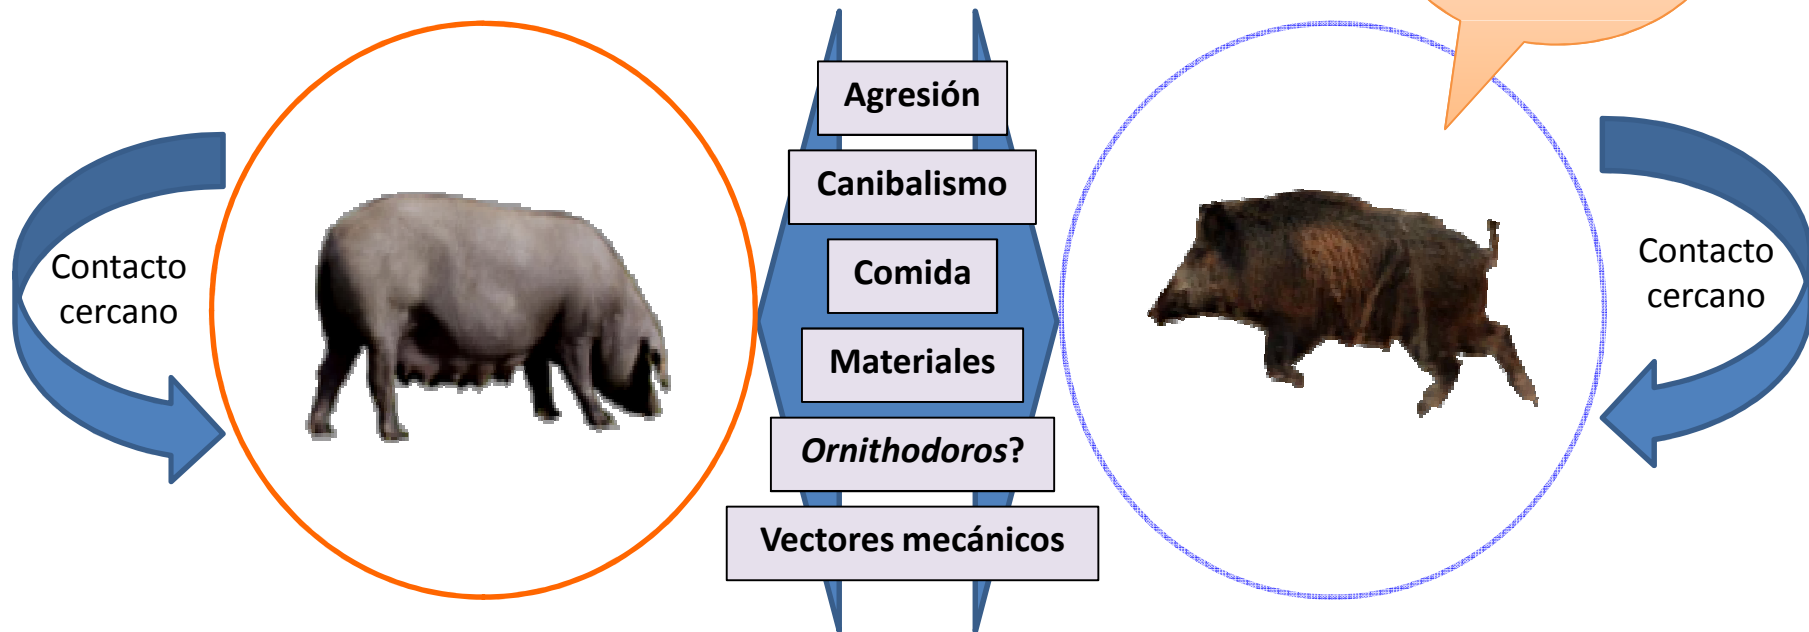 Agresión
Canibalismo
Comida
Materiales
Ornithodoros?
Vectores mecánicos
Contacto
cercano
Contacto
cercano